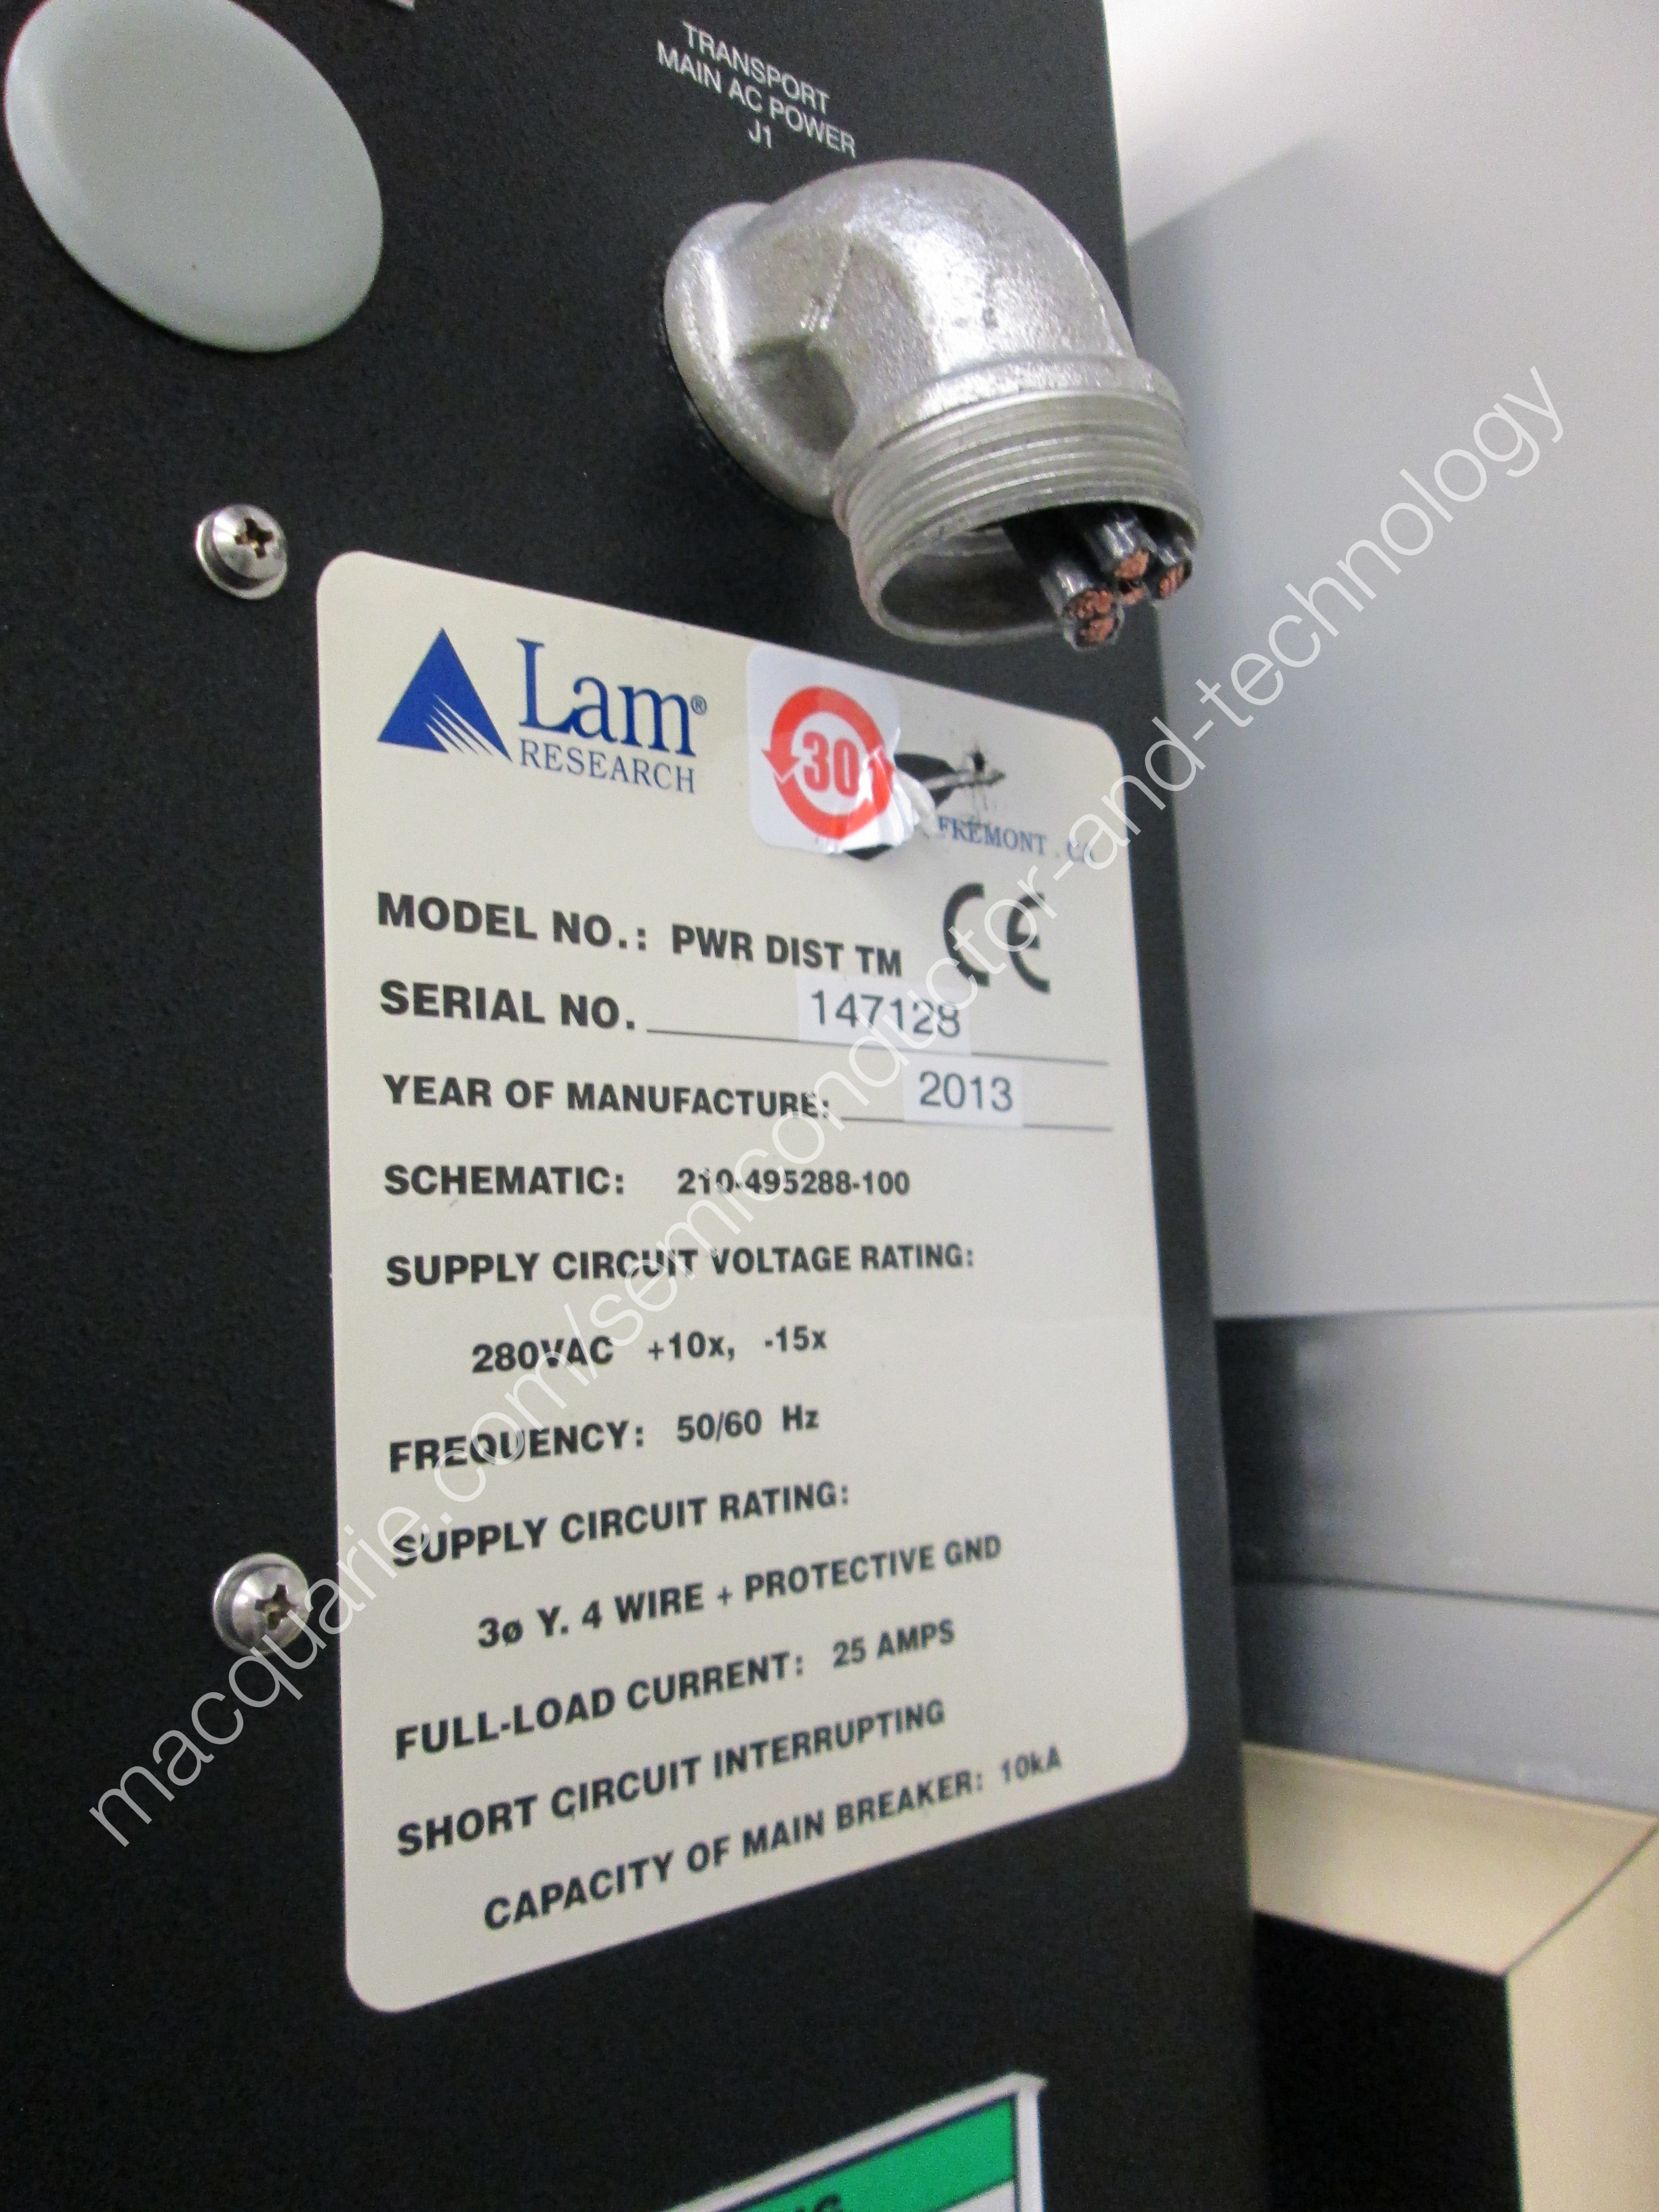 TRANSPORT
MAIN AC POWER
J1
Lam®
RESEARCH
30
FREMONT, CA
CE
MODEL NO.: PWR DIST TM
SERIAL NO. 147128
YEAR OF MANUFACTURE: 2013
SCHEMATIC: 210-495288-100
SUPPLY CIRCUIT VOLTAGE RATING:
280VAC +10x, -15x
FREQUENCY: 50/60 Hz
SUPPLY CIRCUIT RATING:
3ø Y. 4 WIRE + PROTECTIVE GND
FULL-LOAD CURRENT: 25 AMPS
SHORT CIRCUIT INTERRUPTING
CAPACITY OF MAIN BREAKER: 10kA
macquarie.com/semiconductor-and-technology